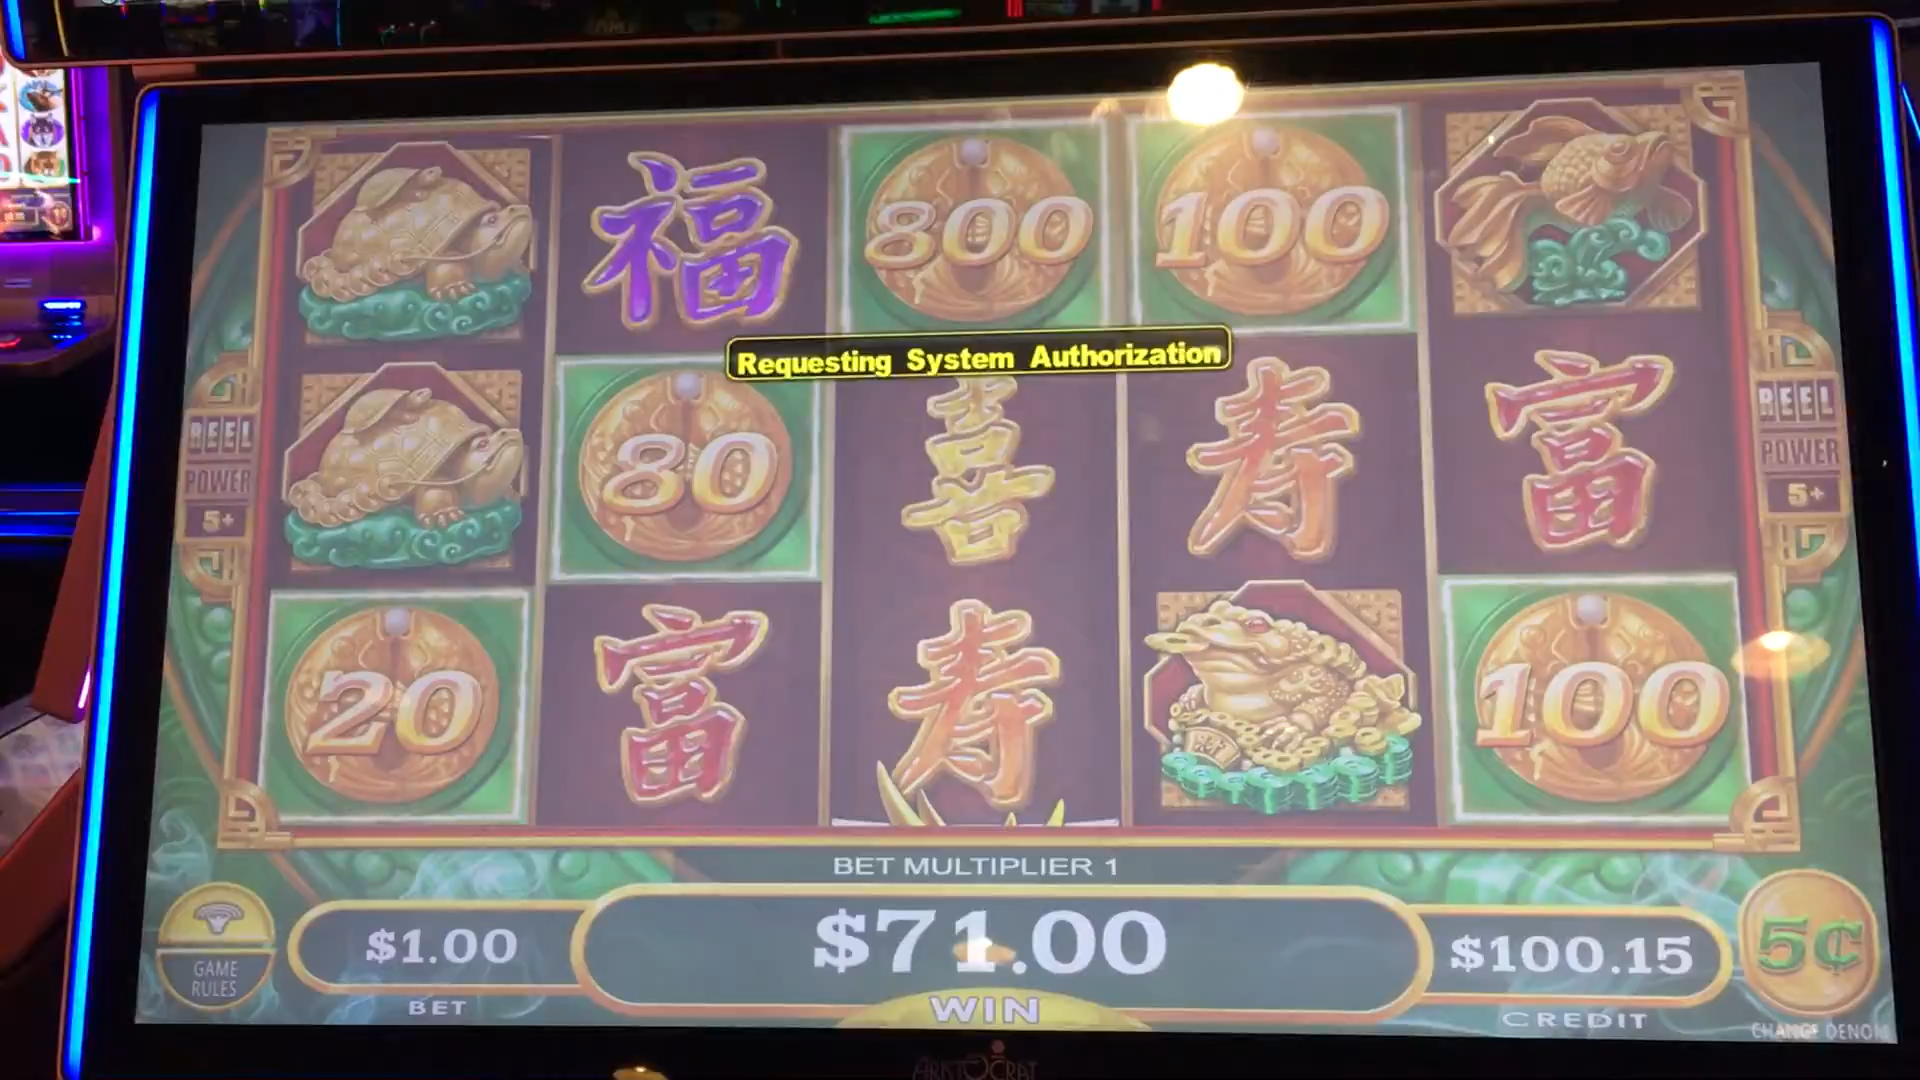 福
800
100
Requesting System Authorization
80
喜
寿
富
REEL
POWER
5+
REEL
POWER
5+
20
富
寿
100
BET MULTIPLIER 1
GAME
RULES
$1.00
BET
$71.00
WIN
$100.15
CREDIT
5¢
CHANGE DENOM
ARISTOCRAT